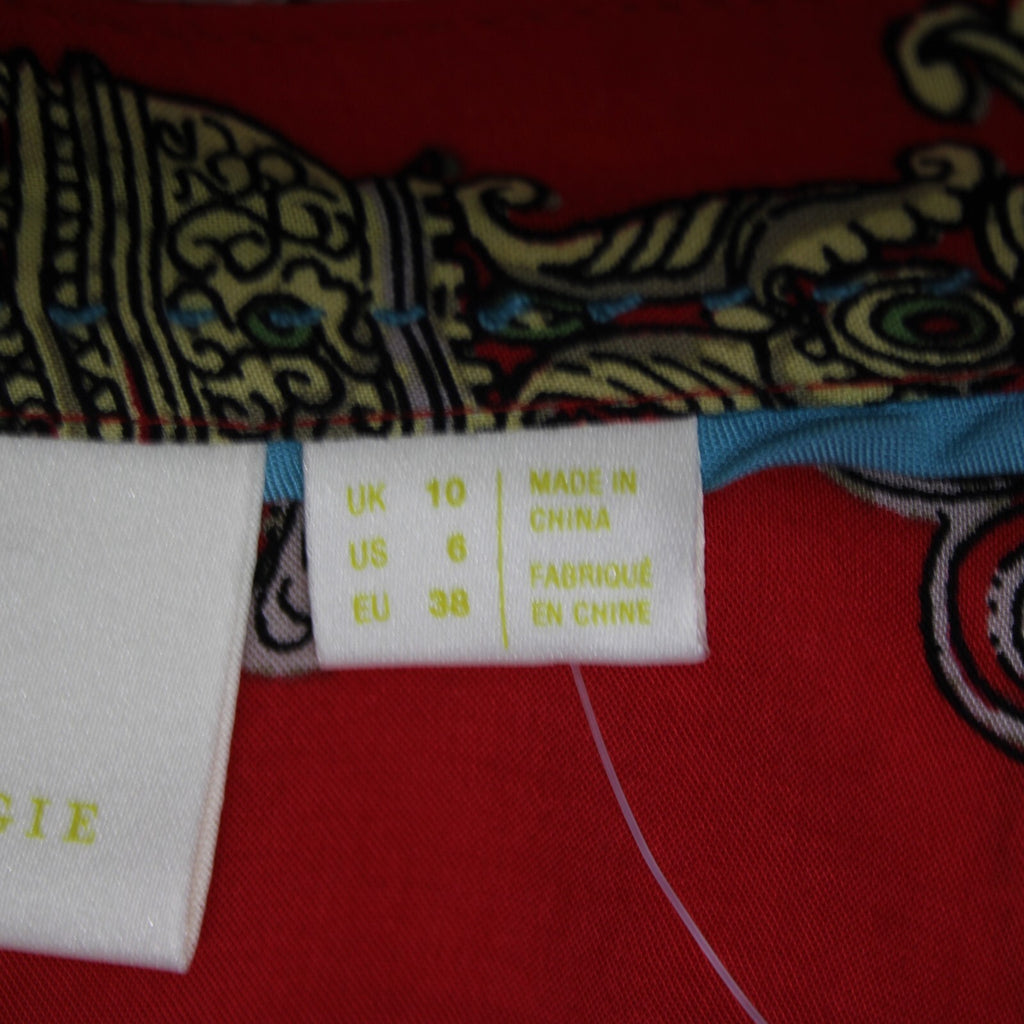 UK 10
US 6
EU 38
MADE IN
CHINA
FABRIQUÉ
EN CHINE
GIE